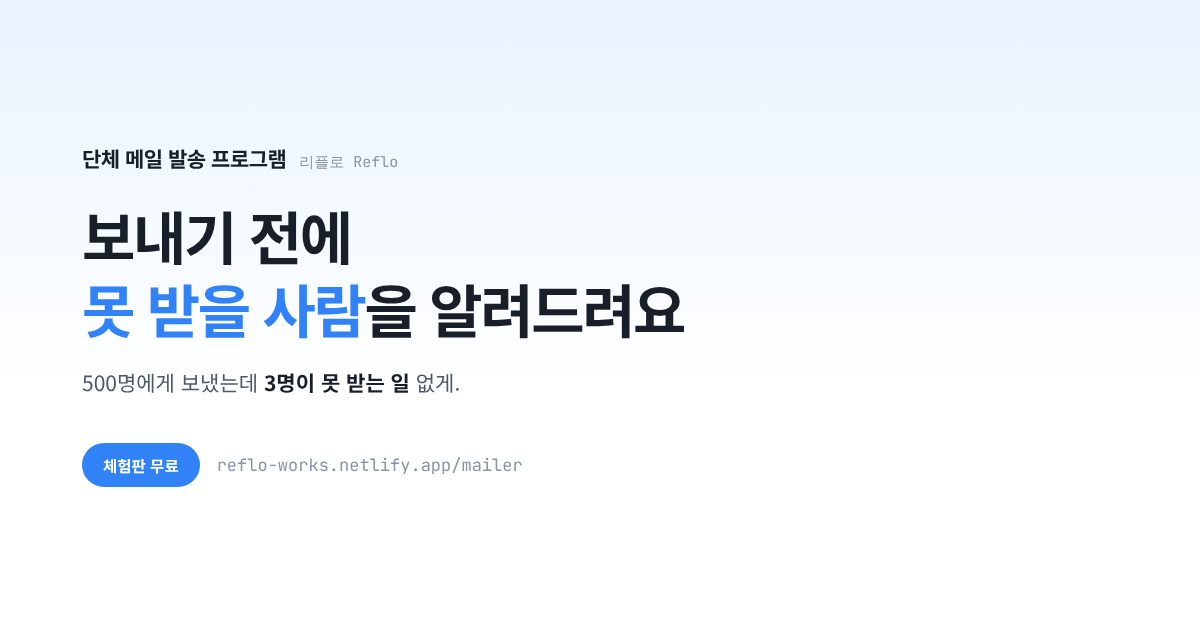 단체 메일 발송 프로그램 리플로 Reflo
보내기 전에
못 받을 사람을 알려드려요
500명에게 보냈는데 3명이 못 받는 일 없게.
체험판 무료 reflo-works.netlify.app/mailer